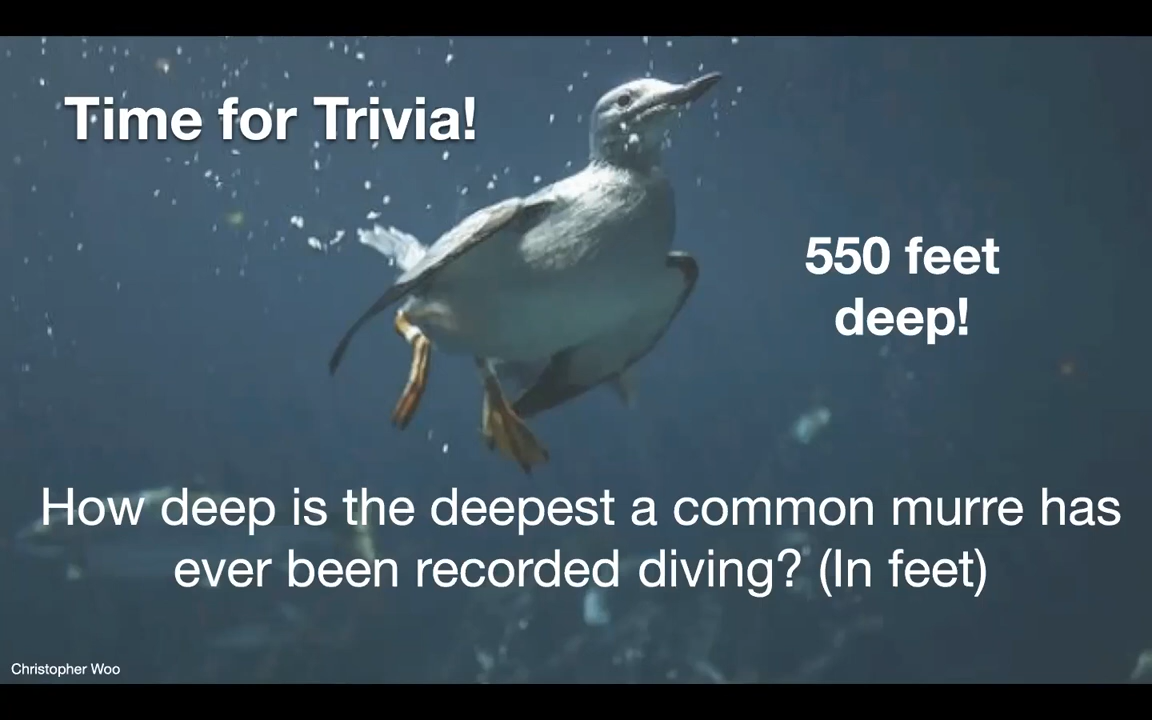 Time for Trivia!
550 feet
deep!
How deep is the deepest a common murre has
ever been recorded diving? (In feet)
Christopher Woo